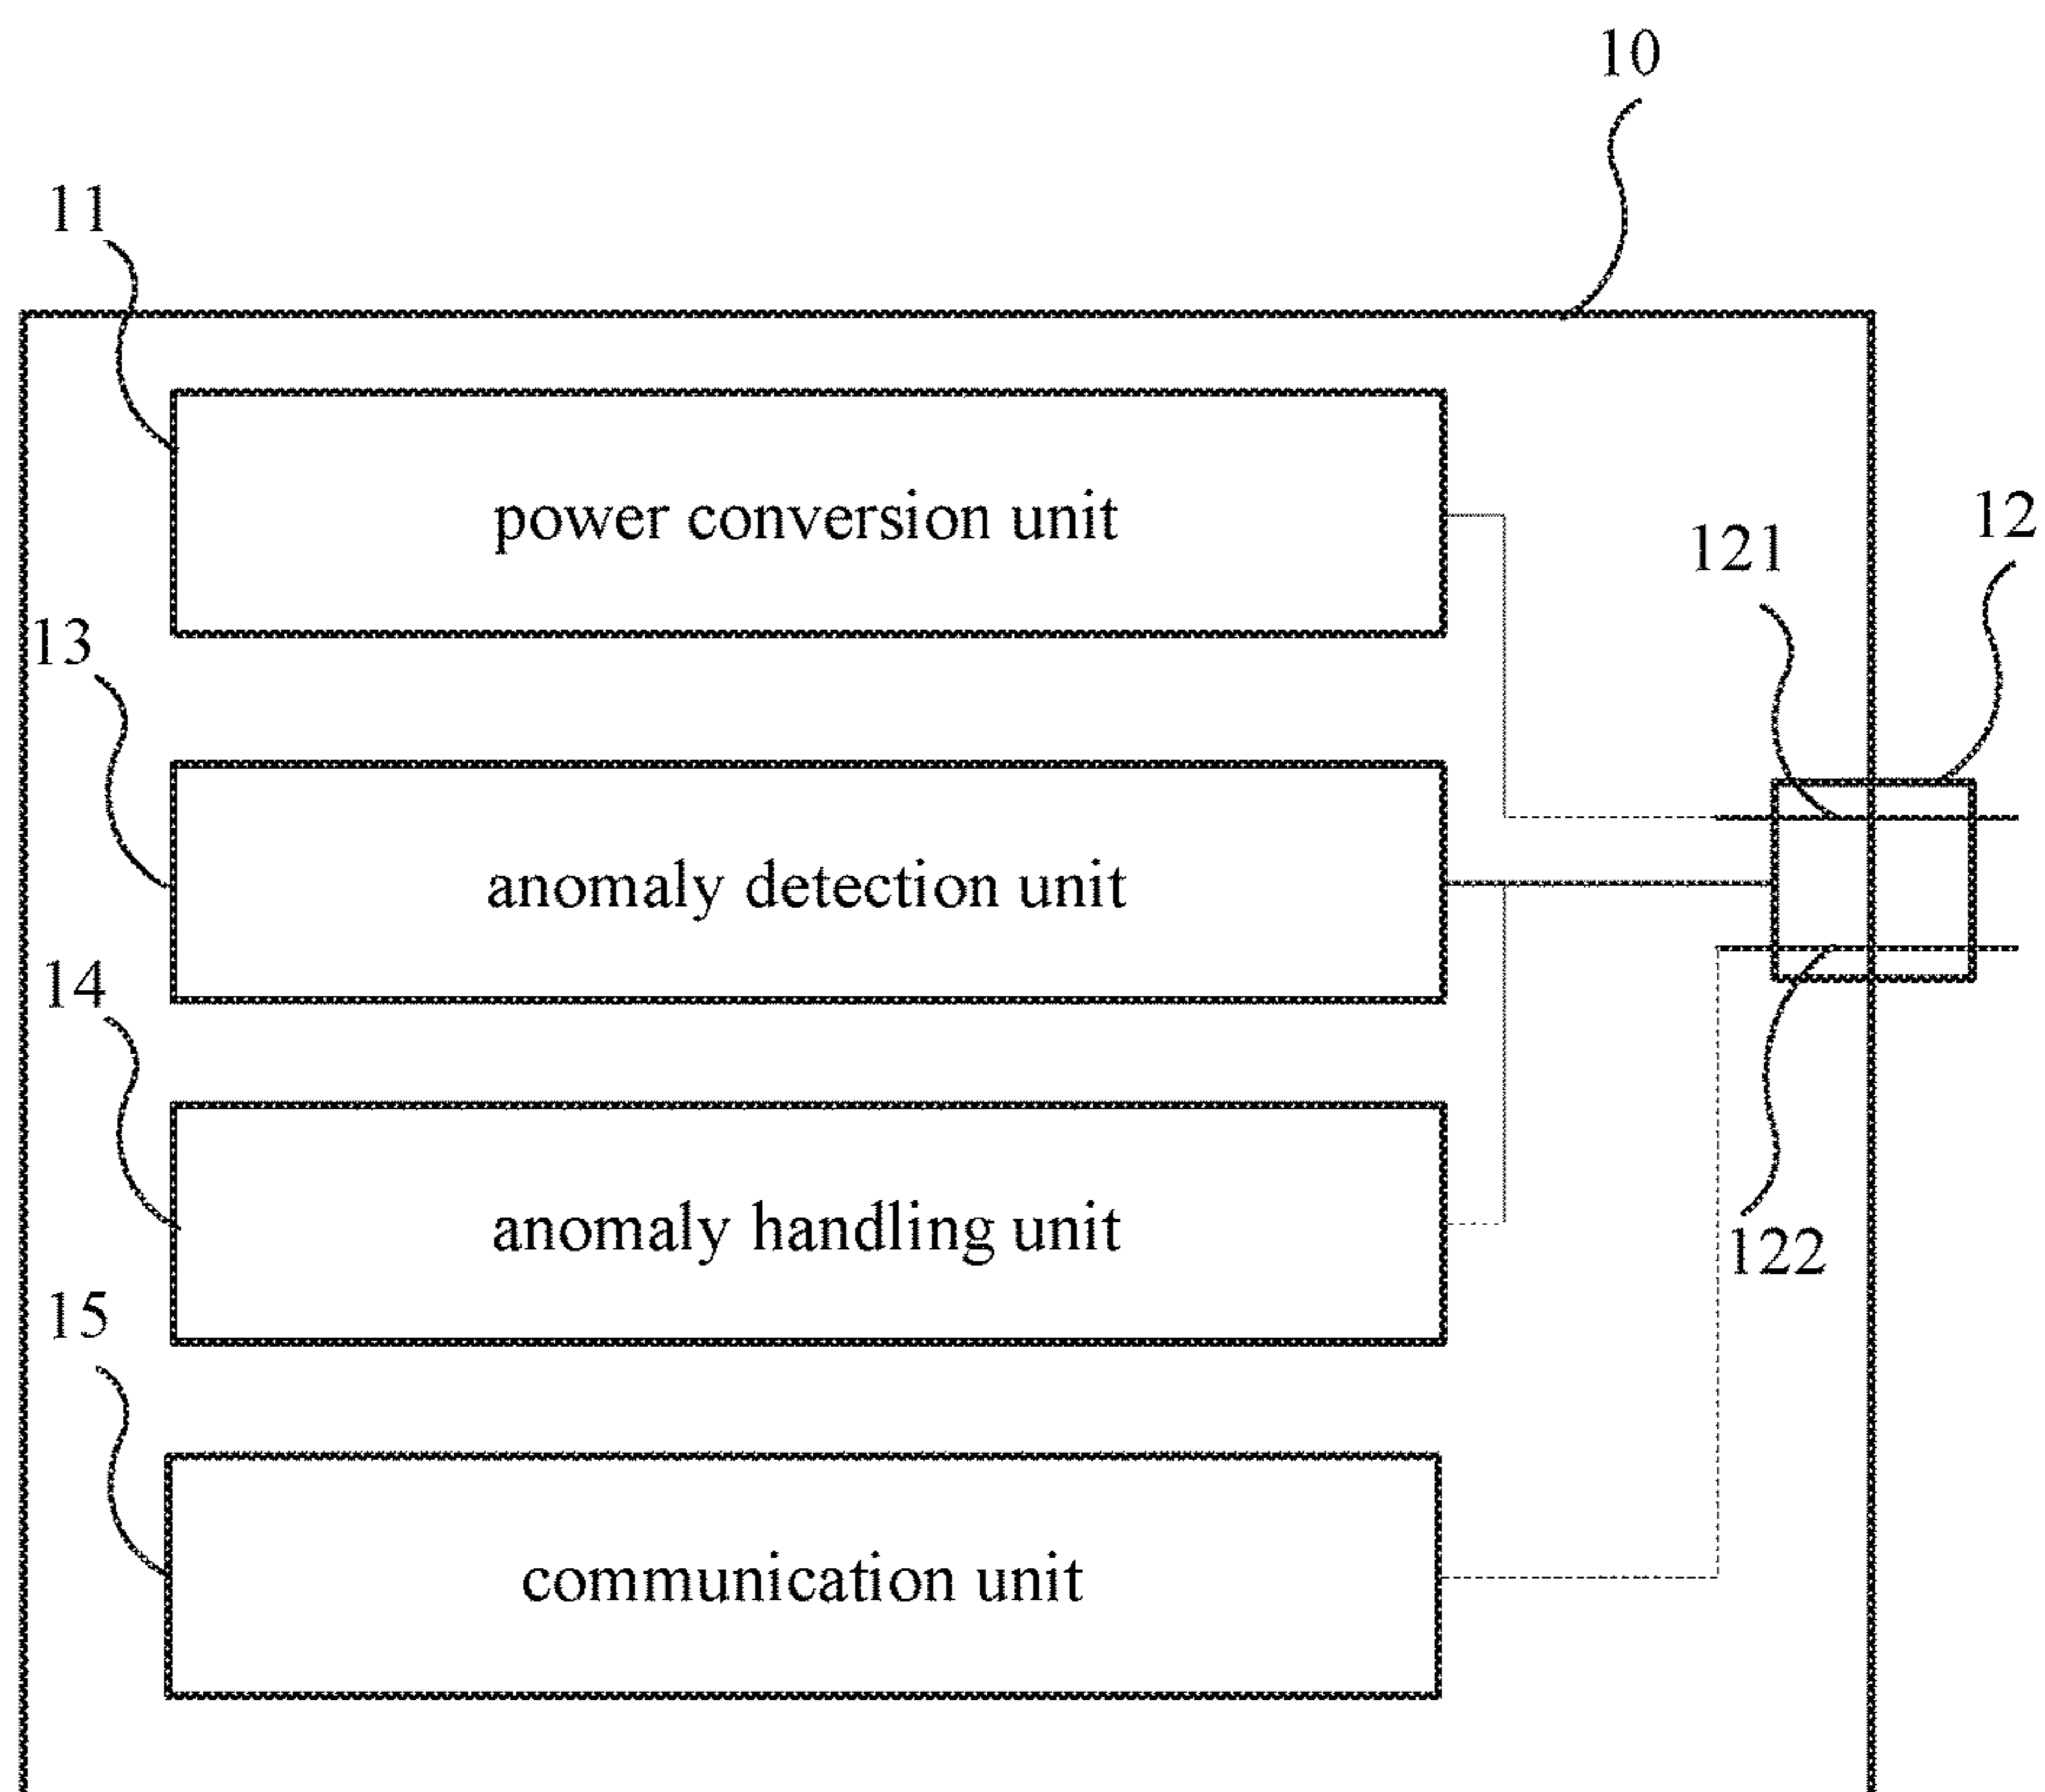 10
11
power conversion unit
12
121
13
anomaly detection unit
14
anomaly handling unit
122
15
communication unit